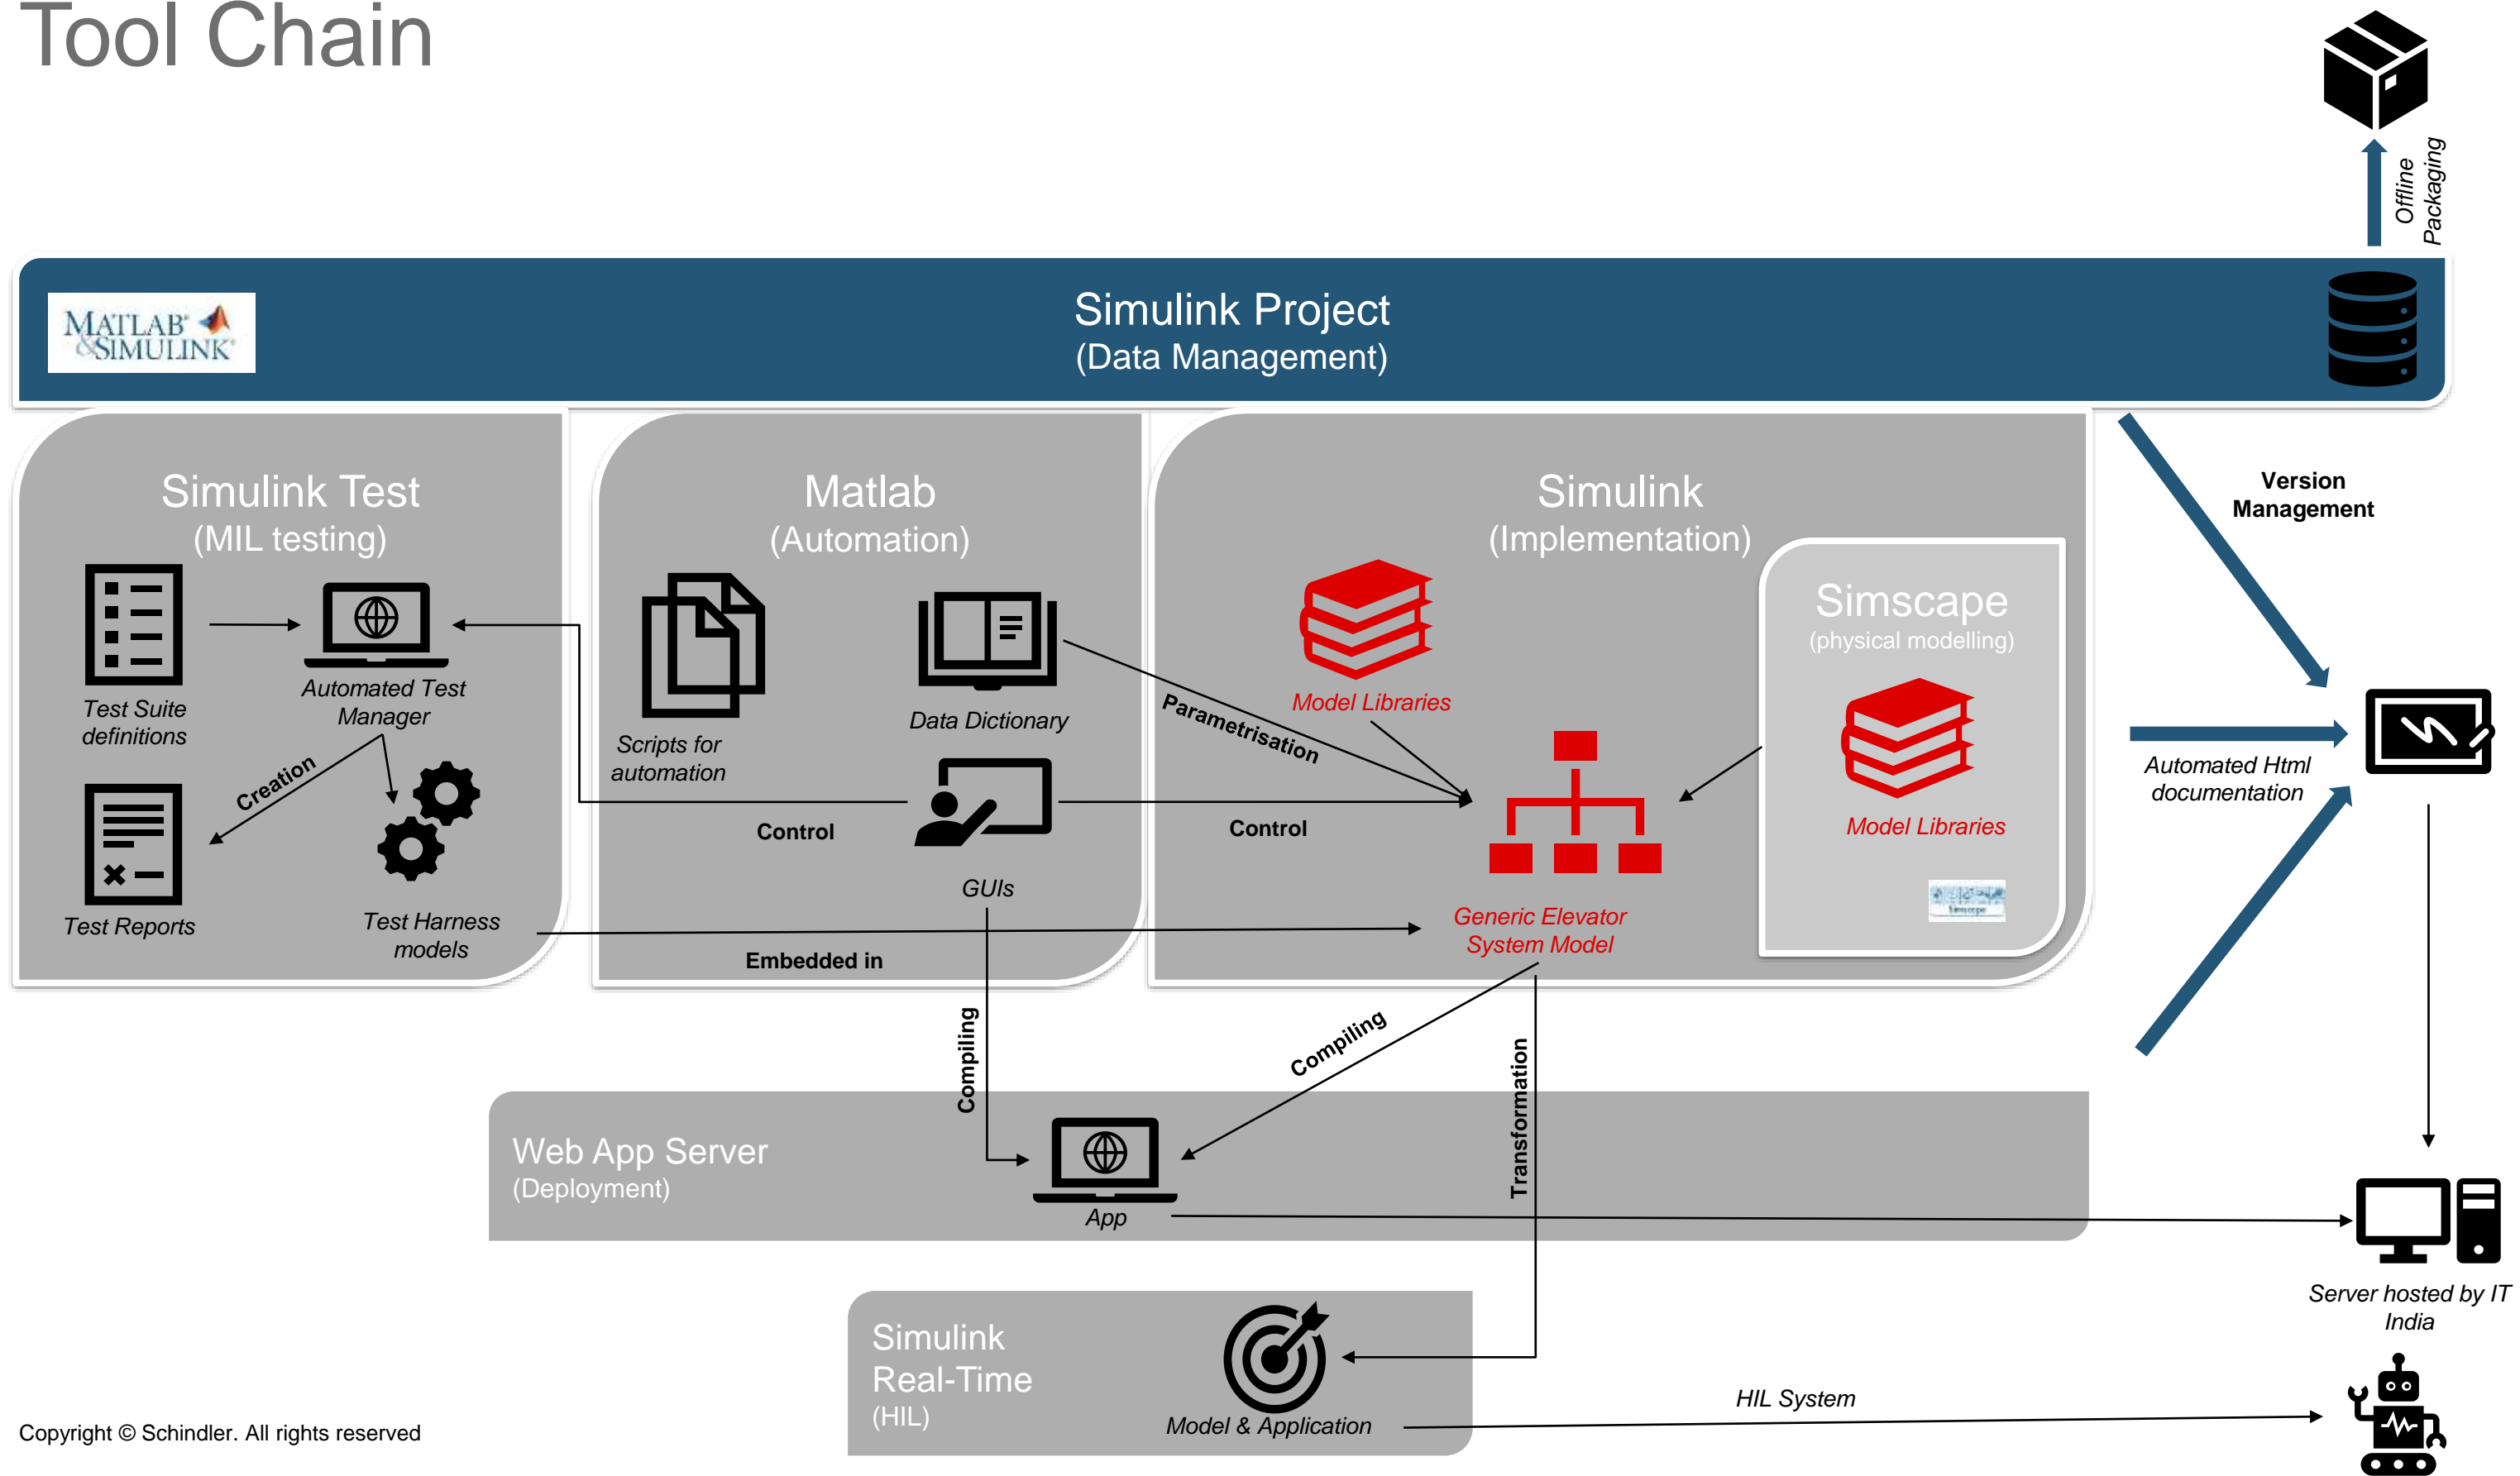 Tool Chain
Offline
Packaging
MATLAB®
&SIMULINK®
Simulink Project
(Data Management)
Simulink Test
(MIL testing)
Test Suite
definitions
Automated Test
Manager
Creation
Test Reports
Test Harness
models
Matlab
(Automation)
Scripts for
automation
Data Dictionary
GUIs
Control
Embedded in
Simulink
(Implementation)
Model Libraries
Parametrisation
Control
Generic Elevator
System Model
Simscape
(physical modelling)
Model Libraries
Simscape
Version
Management
Automated Html
documentation
Compiling
Compiling
Transformation
Web App Server
(Deployment)
App
Server hosted by IT
India
Simulink
Real-Time
(HIL)
Model & Application
HIL System
Copyright © Schindler. All rights reserved